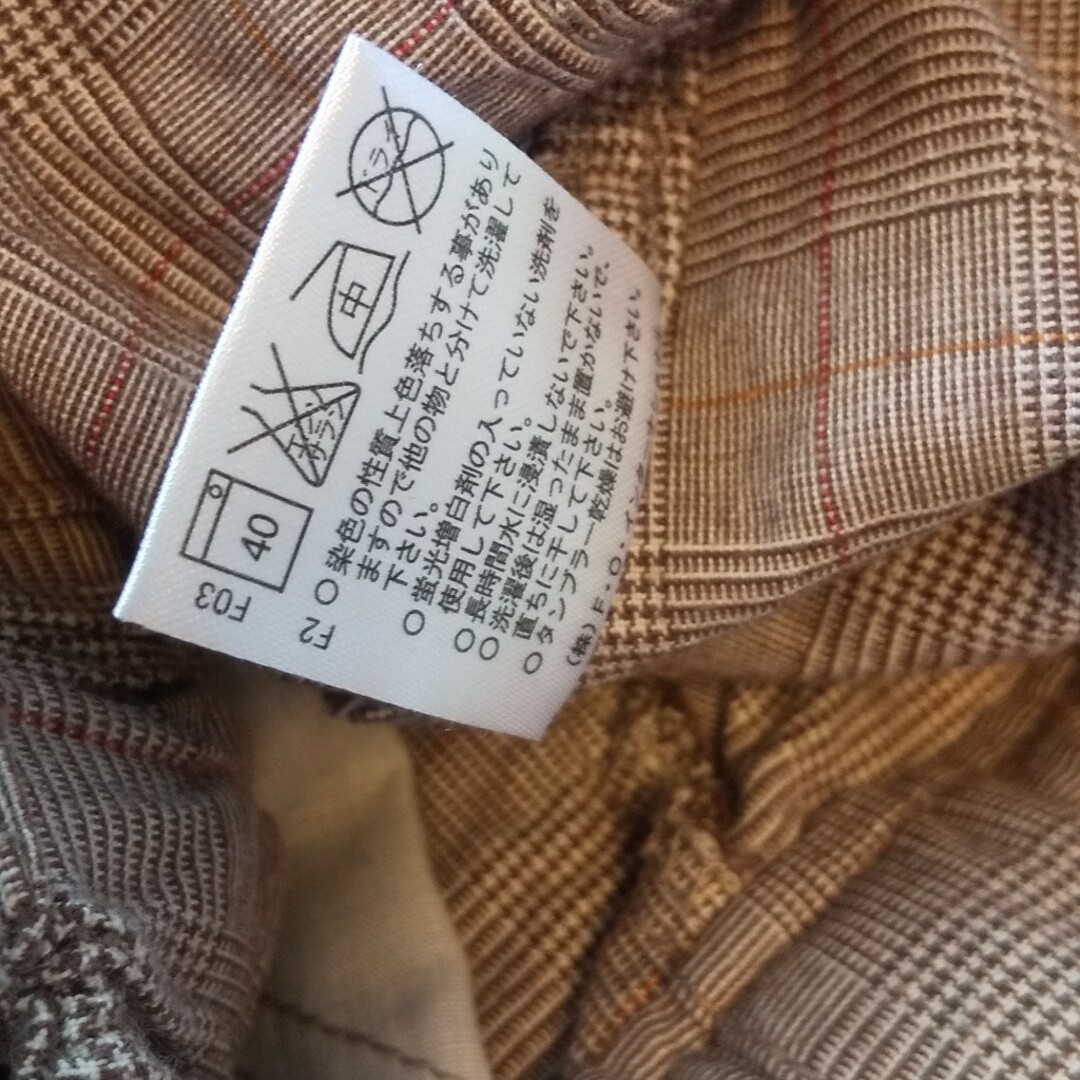 40
エンソ
サラシ
中
ドライ
F03
F2
○ 染色の性質上色落ちする事があり
ますので他の物と分けて洗濯して
下さい。
○ 蛍光増白剤の入っていない洗剤を
使用して下さい。
○ 長時間水に浸漬しないで下さい。
○ 洗濯後は湿ったまま置かないで、
直ちに干して下さい。
○ タンブラー乾燥はお避け下さい。
(株)F.O.インター